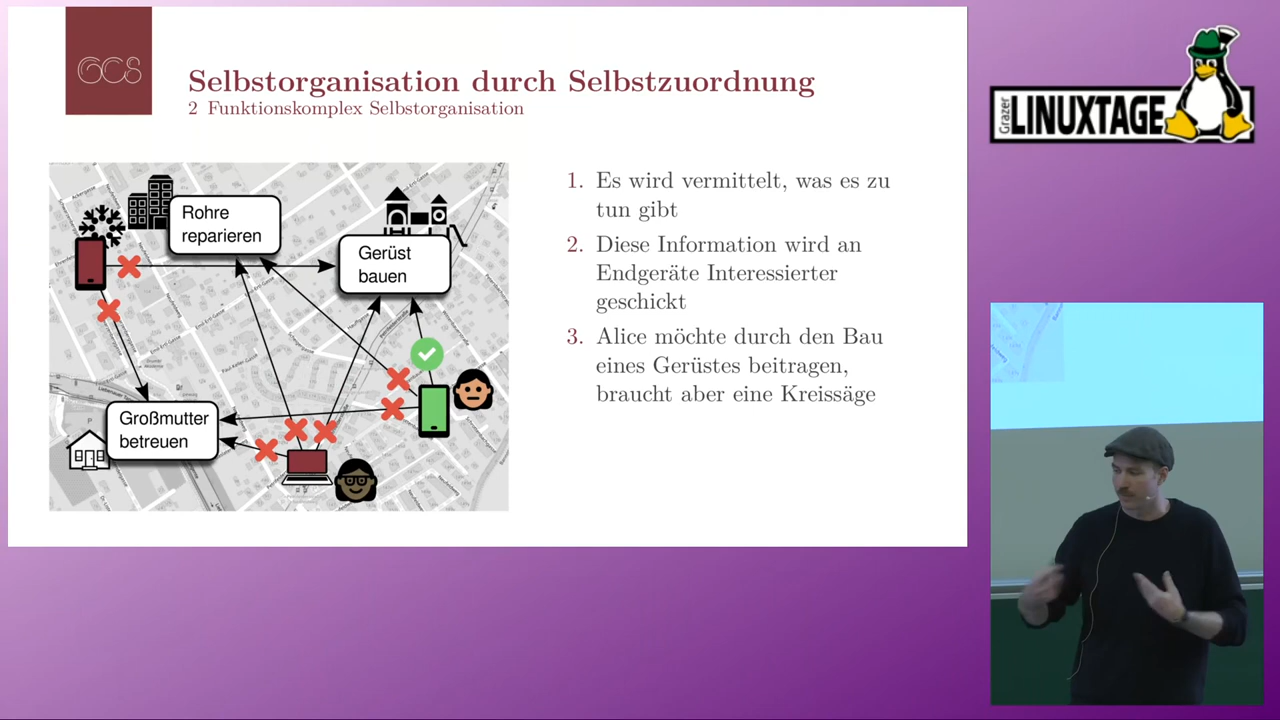 GCS
Selbstorganisation durch Selbstzuordnung
2 Funktionskomplex Selbstorganisation
Rohre
reparieren
Gerüst
bauen
Großmutter
betreuen
1. Es wird vermittelt, was es zu
tun gibt
2. Diese Information wird an
Endgeräte Interessierter
geschickt
3. Alice möchte durch den Bau
eines Gerüstes beitragen,
braucht aber eine Kreissäge
Grazer
LINUXTAGE